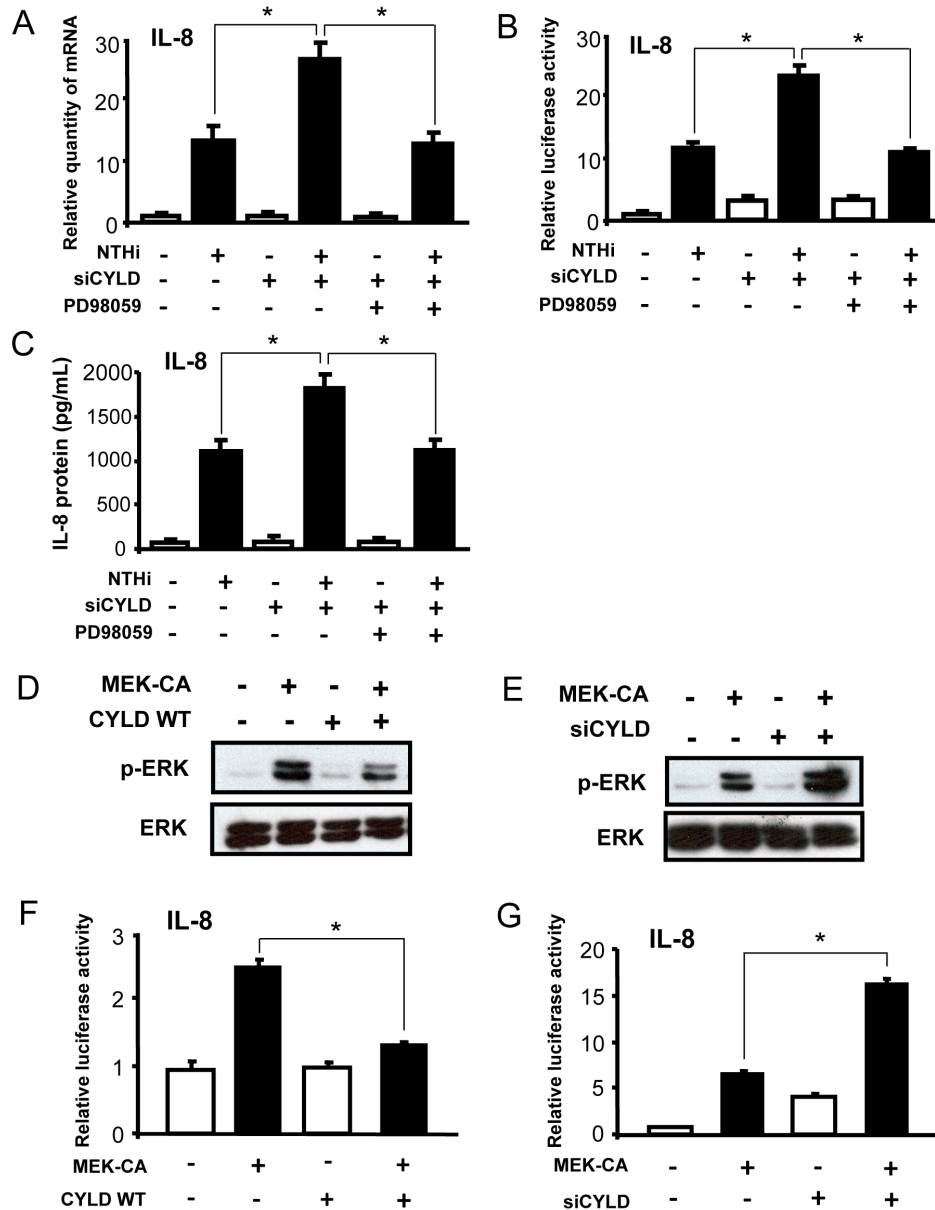 A
IL-8
Relative quantity of mRNA
30
20
10
0
* *
NTHi - + - + - +
siCYLD - - + + + +
PD98059 - - - - + +
B
IL-8
Relative luciferase activity
30
20
10
0
* *
NTHi - + - + - +
siCYLD - - + + + +
PD98059 - - - - + +
C
IL-8
IL-8 protein (pg/mL)
2000
1500
1000
500
0
* *
NTHi - + - + - +
siCYLD - - + + + +
PD98059 - - - - + +
D
MEK-CA - + - +
CYLD WT - - + +
p-ERK
ERK
E
MEK-CA - + - +
siCYLD - - + +
p-ERK
ERK
F
IL-8
Relative luciferase activity
3
2
1
0
*
MEK-CA - + - +
CYLD WT - - + +
G
IL-8
Relative luciferase activity
20
15
10
5
0
*
MEK-CA - + - +
siCYLD - - + +